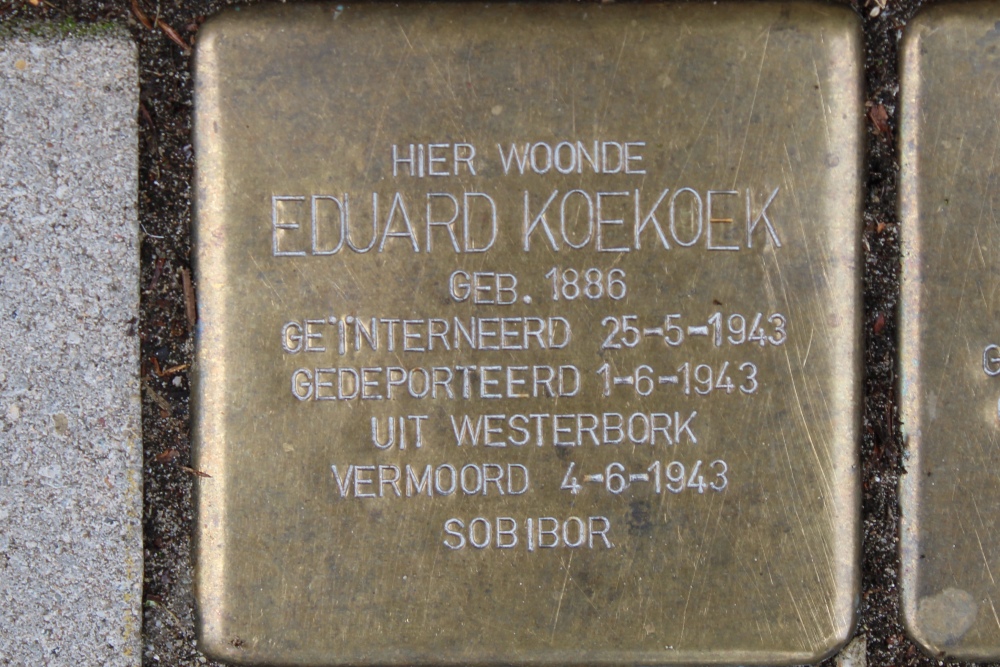 HIER WOONDE
EDUARD KOEKOEK
GEB. 1886
GEÏNTERNEERD 25-5-1943
GEDEPORTEERD 1-6-1943
UIT WESTERBORK
VERMOORD 4-6-1943
SOBIBOR
G